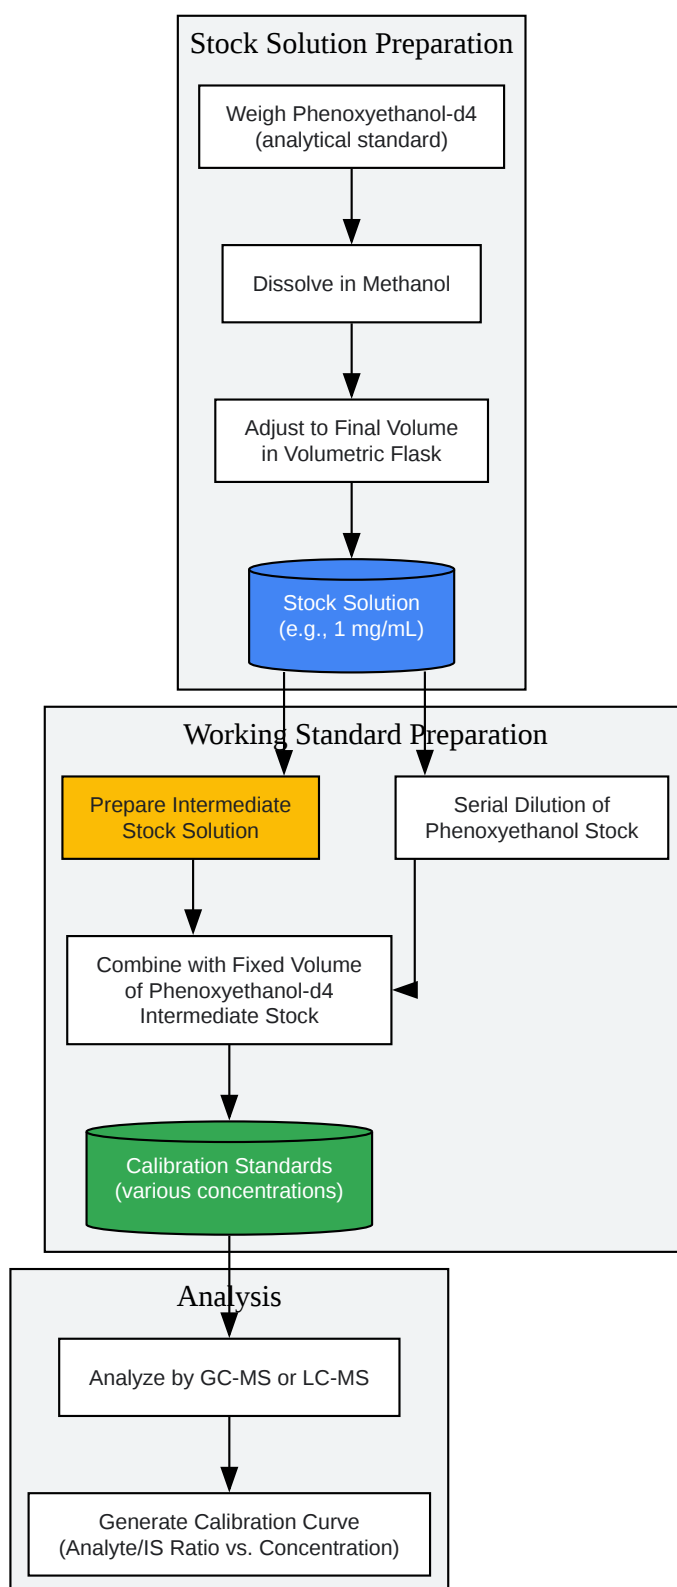 Stock Solution Preparation
Weigh Phenoxyethanol-d4
(analytical standard)
Dissolve in Methanol
Adjust to Final Volume
in Volumetric Flask
Stock Solution
(e.g., 1 mg/mL)
Working Standard Preparation
Prepare Intermediate
Stock Solution
Serial Dilution of
Phenoxyethanol Stock
Combine with Fixed Volume
of Phenoxyethanol-d4
Intermediate Stock
Calibration Standards
(various concentrations)
Analysis
Analyze by GC-MS or LC-MS
Generate Calibration Curve
(Analyte/IS Ratio vs. Concentration)